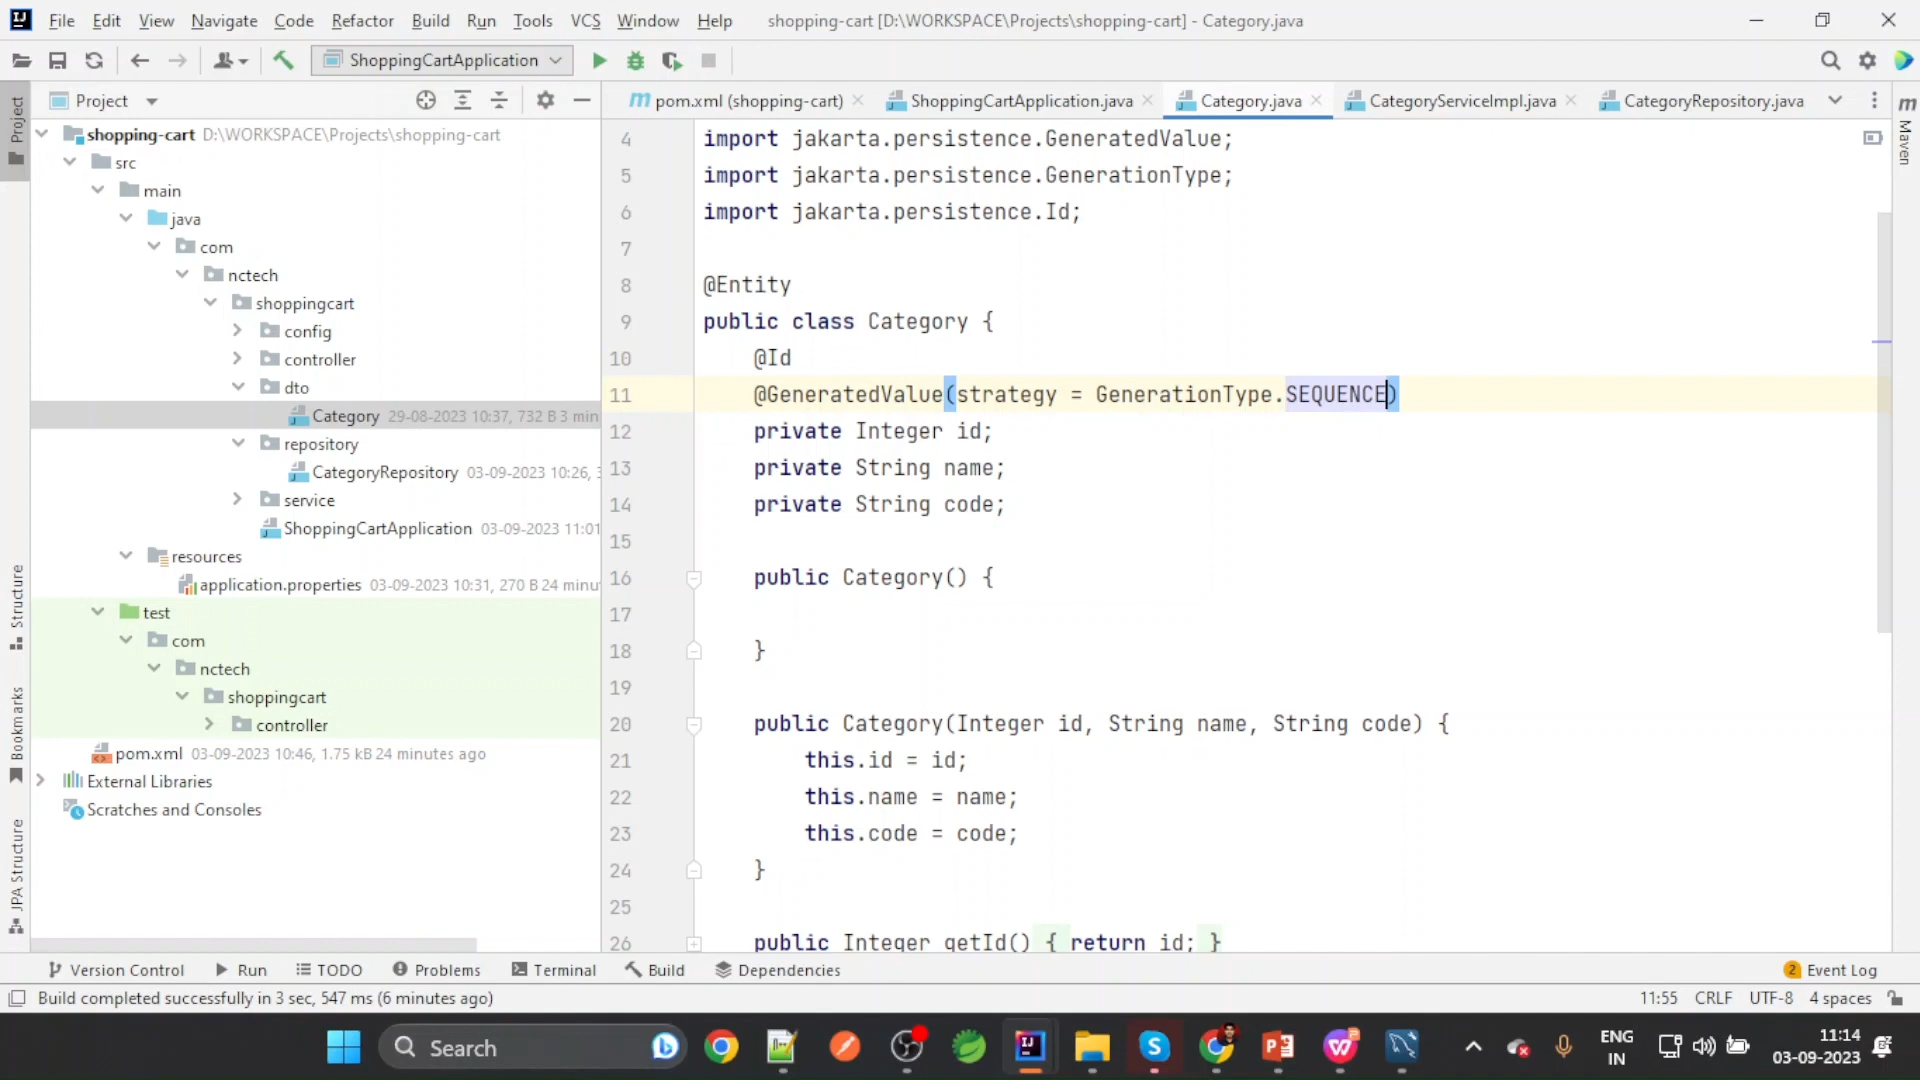 File Edit View Navigate Code Refactor Build Run Tools VCS Window Help shopping-cart [D:\WORKSPACE\Projects\shopping-cart] - Category.java
ShoppingCartApplication
Project
pom.xml (shopping-cart) ShoppingCartApplication.java Category.java CategoryServiceImpl.java CategoryRepository.java
Project
Structure
Bookmarks
JPA Structure
Maven
shopping-cart D:\WORKSPACE\Projects\shopping-cart
src
main
java
com
nctech
shoppingcart
config
controller
dto
Category 29-08-2023 10:37, 732 B 3 min
repository
CategoryRepository 03-09-2023 10:26, 3
service
ShoppingCartApplication 03-09-2023 11:01
resources
application.properties 03-09-2023 10:31, 270 B 24 minu
test
com
nctech
shoppingcart
controller
pom.xml 03-09-2023 10:46, 1.75 kB 24 minutes ago
External Libraries
Scratches and Consoles
4 import jakarta.persistence.GeneratedValue;
5 import jakarta.persistence.GenerationType;
6 import jakarta.persistence.Id;
7
8 @Entity
9 public class Category {
10 @Id
11 @GeneratedValue(strategy = GenerationType.SEQUENCE)
12 private Integer id;
13 private String name;
14 private String code;
15
16 public Category() {
17
18 }
19
20 public Category(Integer id, String name, String code) {
21 this.id = id;
22 this.name = name;
23 this.code = code;
24 }
25
26 public Integer getId() { return id; }
Version Control Run TODO Problems Terminal Build Dependencies 2 Event Log
Build completed successfully in 3 sec, 547 ms (6 minutes ago) 11:55 CRLF UTF-8 4 spaces
Search
ENG
IN
11:14
03-09-2023